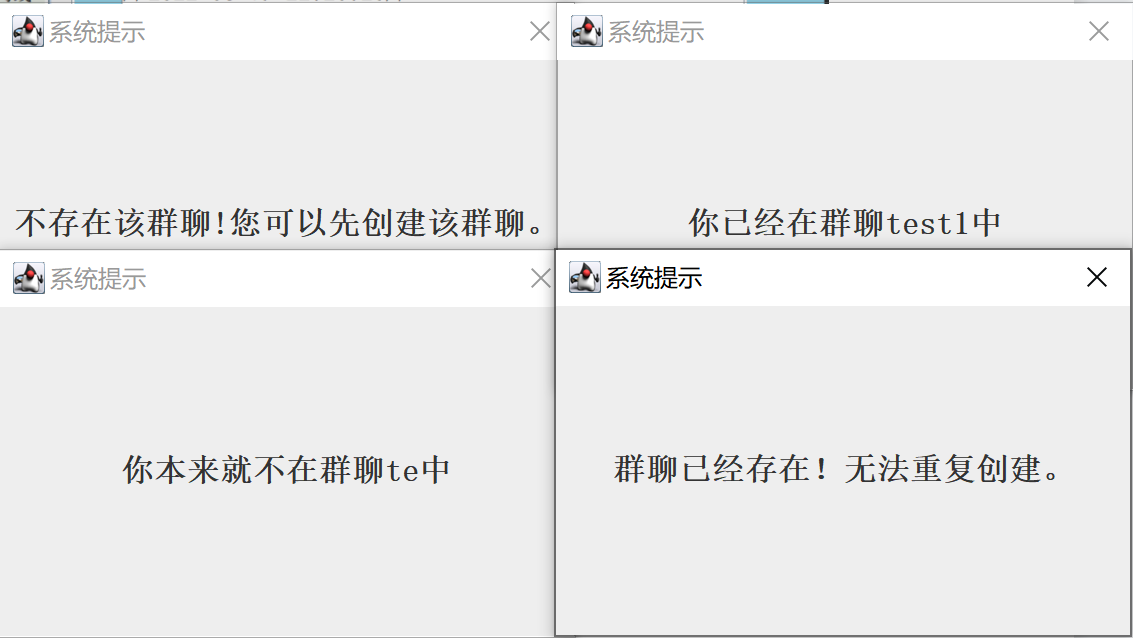 系统提示
不存在该群聊!您可以先创建该群聊。
系统提示
你已经在群聊test1中
系统提示
你本来就不在群聊te中
系统提示
群聊已经存在！无法重复创建。